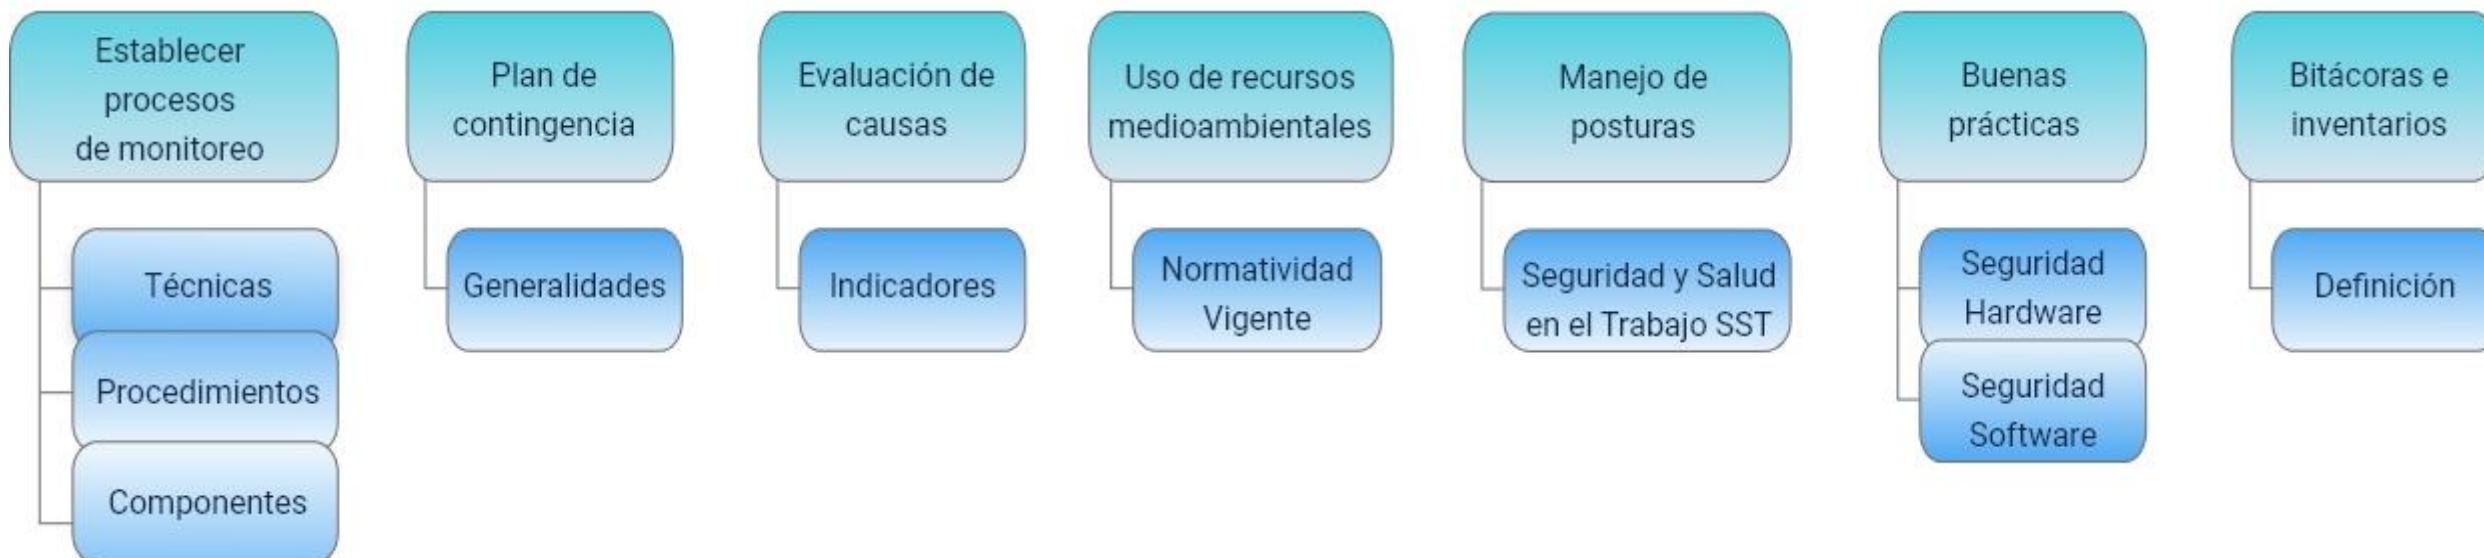 Establecer
procesos
de monitoreo
Técnicas
Procedimientos
Componentes
Plan de
contingencia
Generalidades
Evaluación de
causas
Indicadores
Uso de recursos
medioambientales
Normatividad
Vigente
Manejo de
posturas
Seguridad y Salud
en el Trabajo SST
Buenas
prácticas
Seguridad
Hardware
Seguridad
Software
Bitácoras e
inventarios
Definición